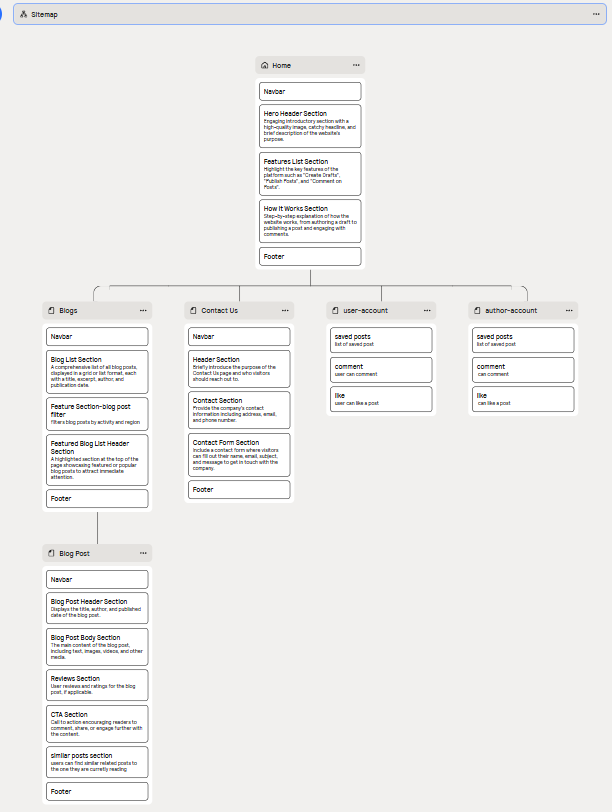 Sitemap
Home
Navbar
Hero Header Section
Engaging introductory section with a
high-quality image, catchy headline, and
brief description of the website's
purpose.
Features List Section
Highlight the key features of the
platform such as "Create Drafts",
"Publish Posts", and "Comment on
Posts".
How It Works Section
Step-by-step explanation of how the
website works, from authoring a draft to
publishing a post and engaging with
comments.
Footer
Blogs
Navbar
Blog List Section
A comprehensive list of all blog posts,
displayed in a grid or list format, each
with a title, excerpt, author, and
publication date.
Feature Section-blog post
filter
filters blog posts by activity and region
Featured Blog List Header
Section
A highlighted section at the top of the
page showcasing featured or popular
blog posts to attract immediate
attention.
Footer
Contact Us
Navbar
Header Section
Briefly introduce the purpose of the
Contact Us page and who visitors
should reach out to.
Contact Section
Provide the company's contact
information including address, email,
and phone number.
Contact Form Section
Include a contact form where visitors
can fill out their name, email, subject,
and message to get in touch with the
company.
Footer
user-account
saved posts
list of saved post
comment
user can comment
like
user can like a post
author-account
saved posts
list of saved post
comment
can comment
like
can like a post
Blog Post
Navbar
Blog Post Header Section
Displays the title, author, and published
date of the blog post.
Blog Post Body Section
The main content of the blog post,
including text, images, videos, and other
media.
Reviews Section
User reviews and ratings for the blog
post, if applicable.
CTA Section
Call to action encouraging readers to
comment, share, or engage further with
the content.
similar posts section
users can find similar related posts to
the one they are currently reading
Footer